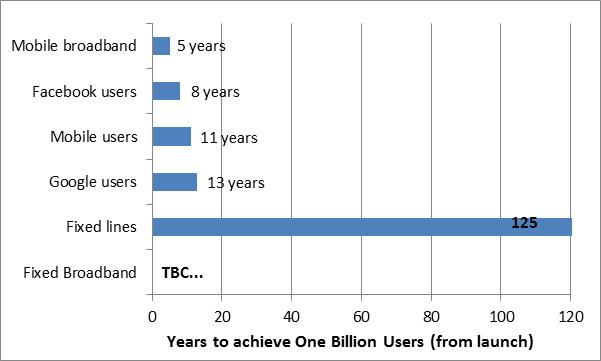 Mobile broadband 5 years
Facebook users 8 years
Mobile users 11 years
Google users 13 years
Fixed lines 125
Fixed Broadband TBC...
0 20 40 60 80 100 120
Years to achieve One Billion Users (from launch)